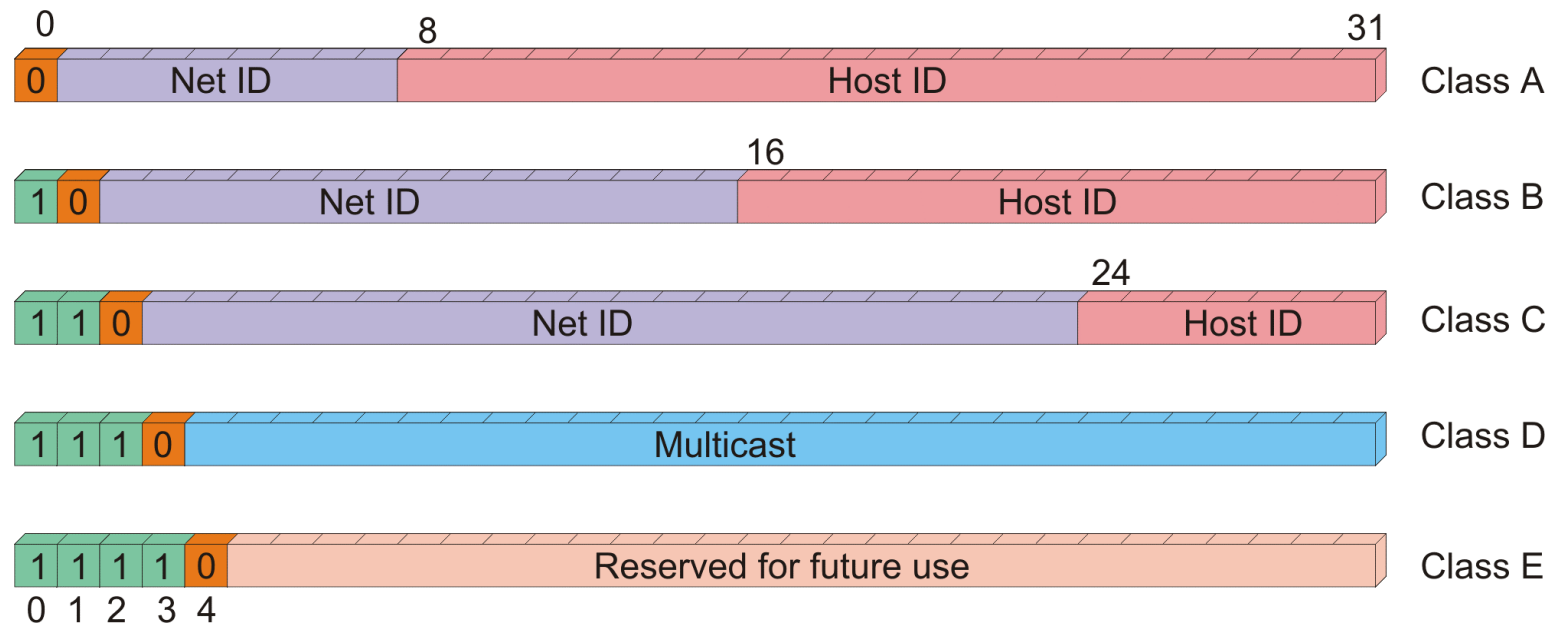 0 8 31
0 Net ID Host ID Class A
16
1 0 Net ID Host ID Class B
24
1 1 0 Net ID Host ID Class C
1 1 1 0 Multicast Class D
1 1 1 1 0 Reserved for future use Class E
0 1 2 3 4